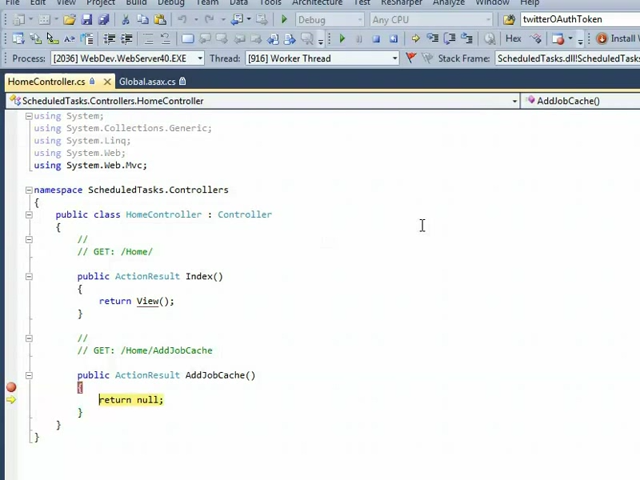 File Edit View Project Build Debug Team Data Tools Architecture Test ReSharper Analyze Window Help
Debug Any CPU twitterOAuthToken
Hex Install W
Process: [2036] WebDev.WebServer40.EXE Thread: [916] Worker Thread Stack Frame: ScheduledTasks.dll!ScheduledTasks
HomeController.cs Global.asax.cs
ScheduledTasks.Controllers.HomeController AddJobCache()
using System;
using System.Collections.Generic;
using System.Linq;
using System.Web;
using System.Web.Mvc;
namespace ScheduledTasks.Controllers
{
public class HomeController : Controller
{
//
// GET: /Home/
public ActionResult Index()
{
return View();
}
//
// GET: /Home/AddJobCache
public ActionResult AddJobCache()
{
return null;
}
}
}